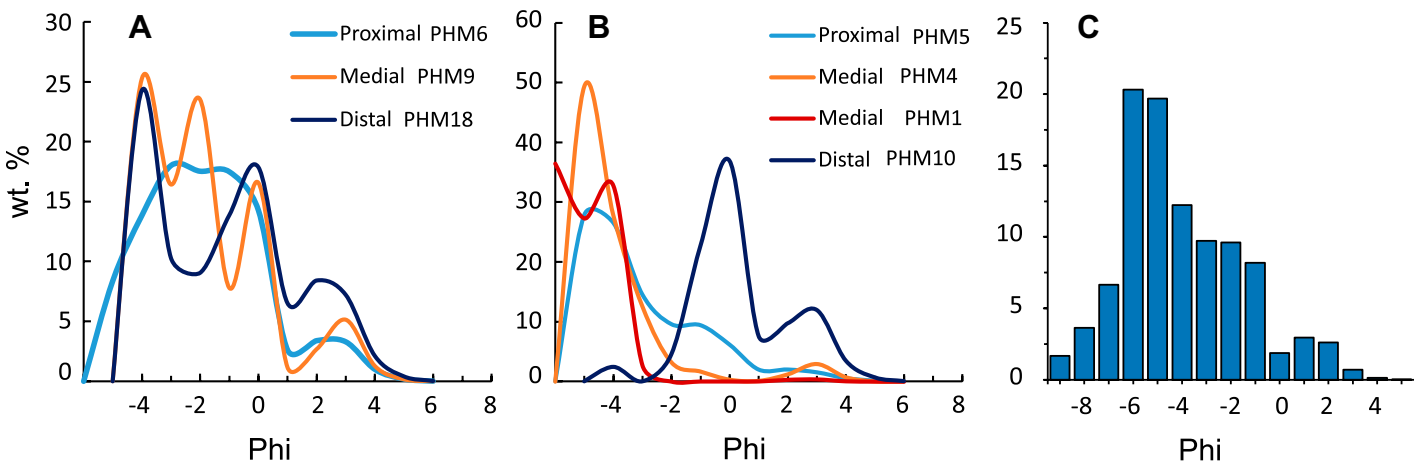 A
30
25
20
15
10
5
0
wt. %
-4 -2 0 2 4 6 8
Phi
Proximal PHM6
Medial PHM9
Distal PHM18
B
60
50
40
30
20
10
0
-4 -2 0 2 4 6 8
Phi
Proximal PHM5
Medial PHM4
Medial PHM1
Distal PHM10
C
25
20
15
10
5
0
-8 -6 -4 -2 0 2 4
Phi